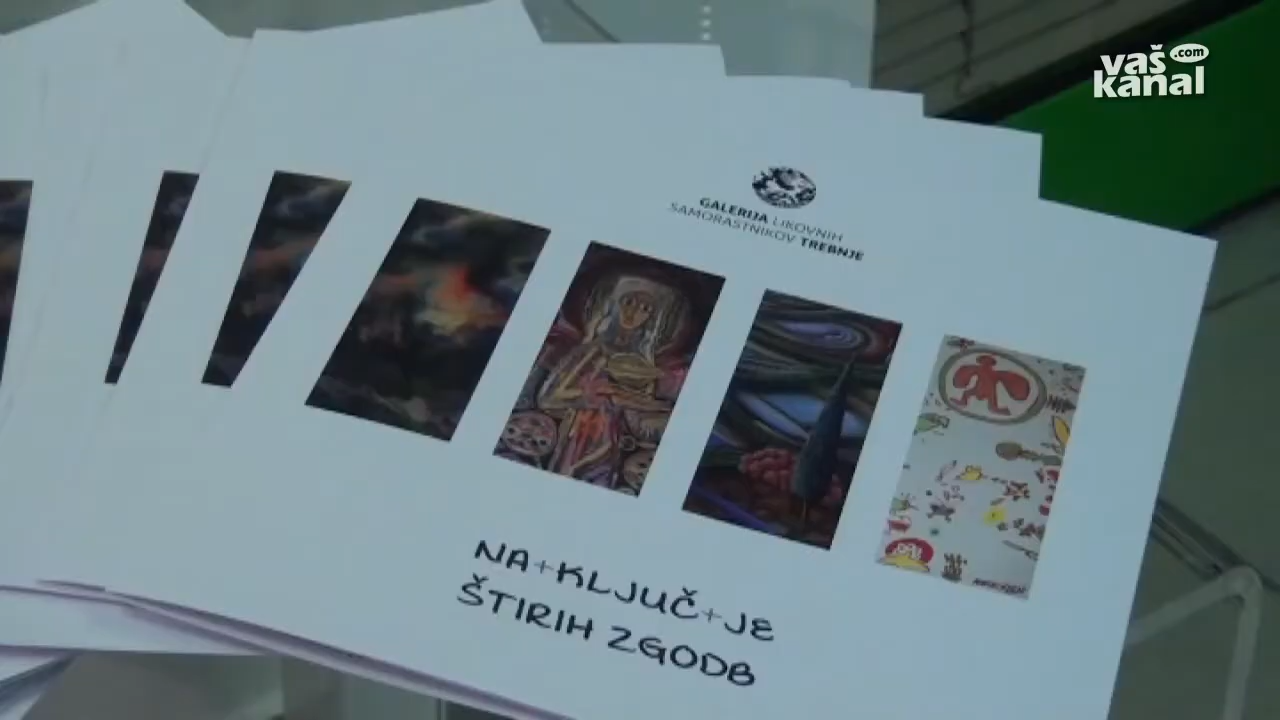 vaš .com
kanal
GALERIJA LIKOVNIH
SAMORASTNIKOV TREBNJE
NA+KLJUČ+JE
ŠTIRIH ZGODB